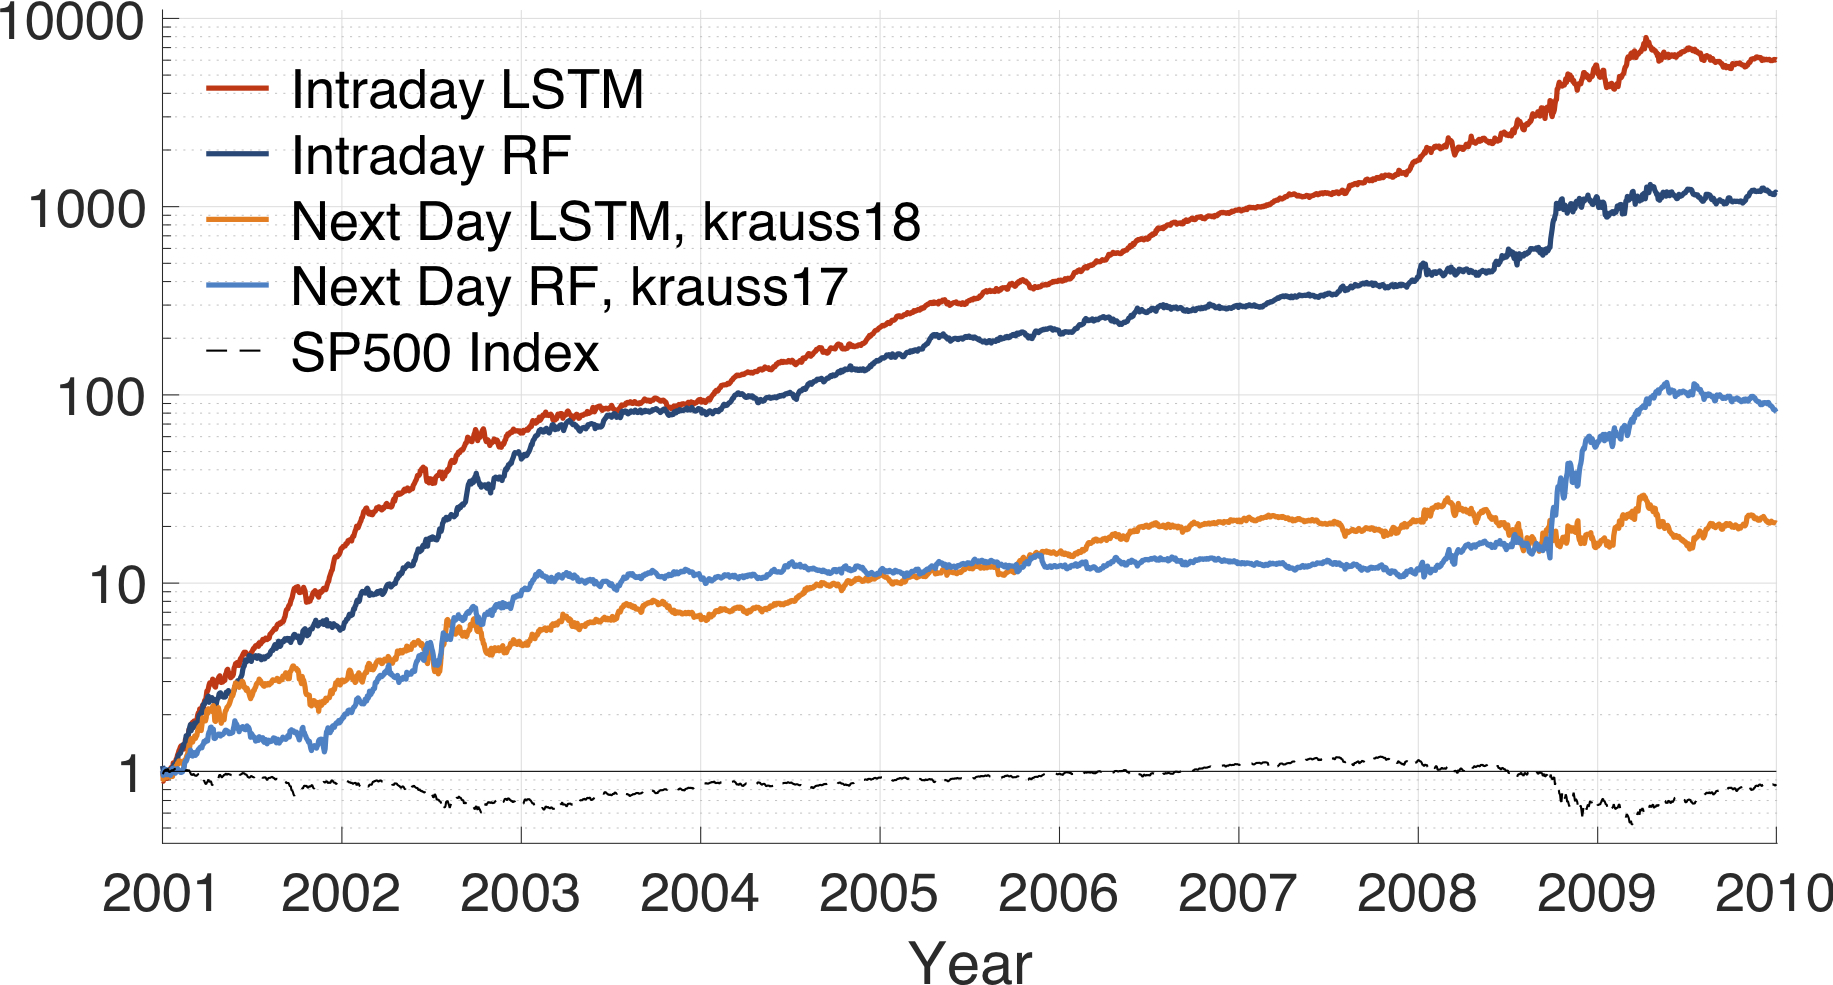 10000
1000
100
10
1
Intraday LSTM
Intraday RF
Next Day LSTM, krauss18
Next Day RF, krauss17
SP500 Index
2001 2002 2003 2004 2005 2006 2007 2008 2009 2010
Year